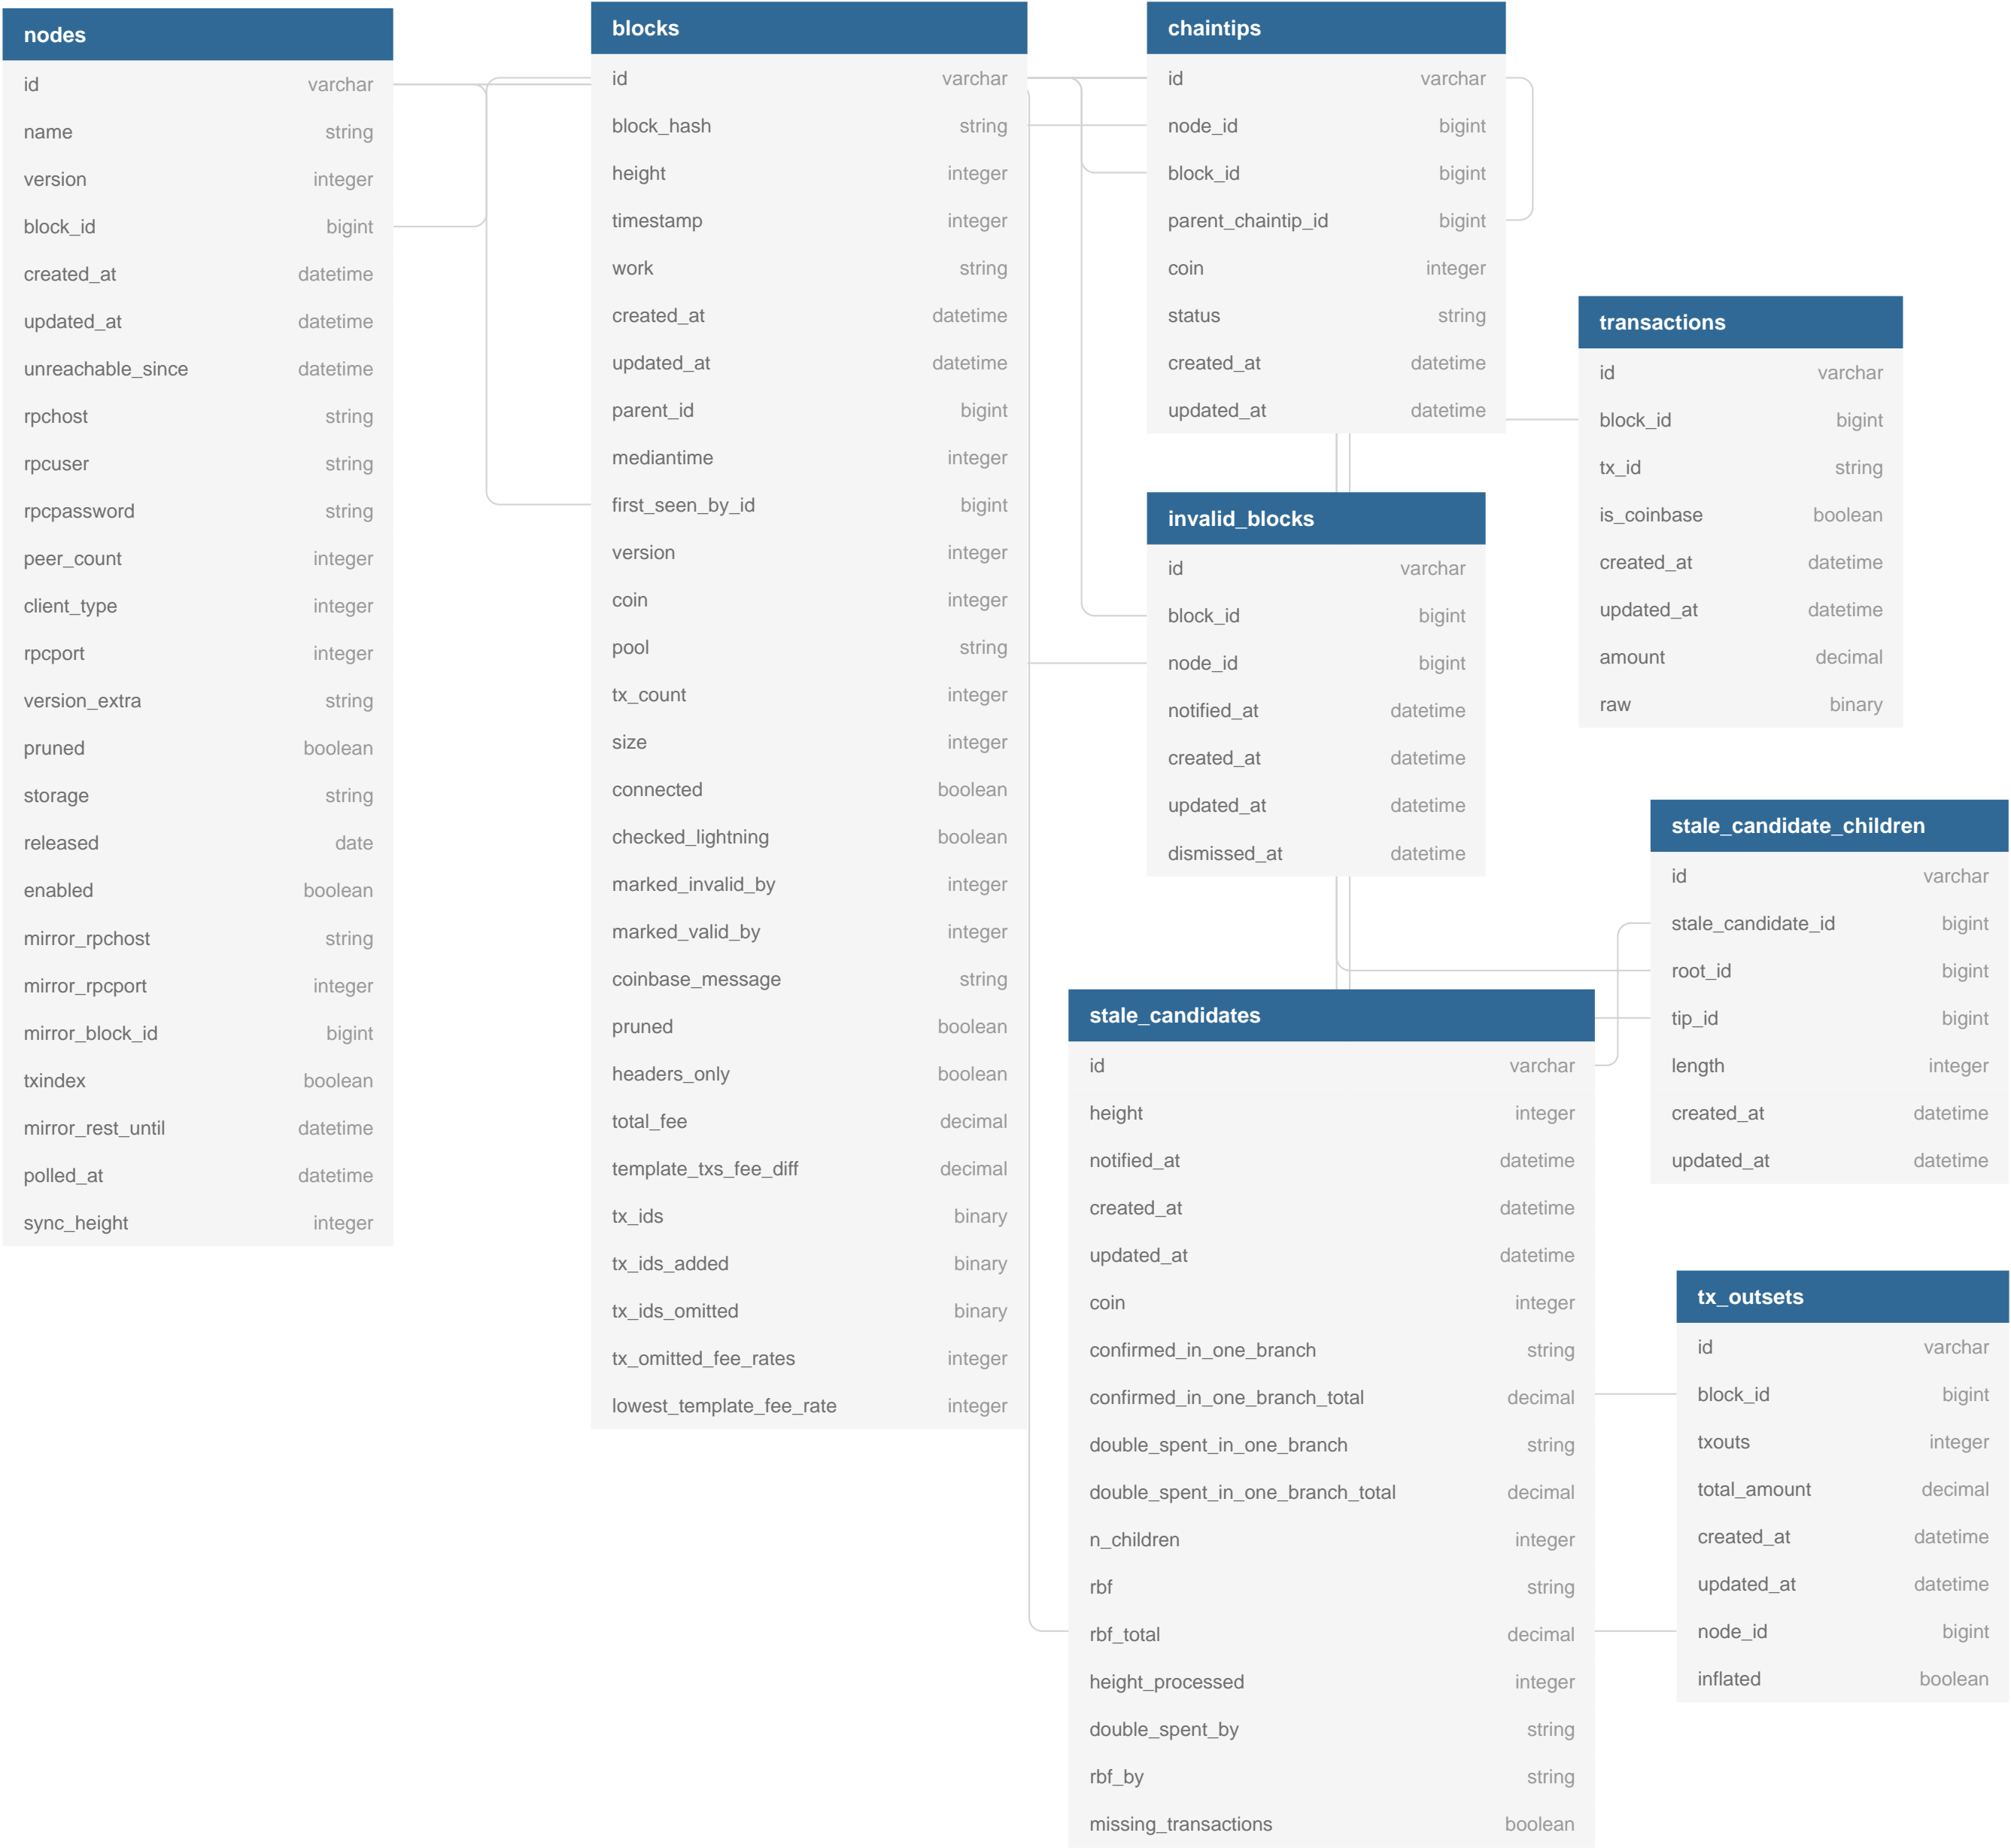 nodes
id varchar
name string
version integer
block_id bigint
created_at datetime
updated_at datetime
unreachable_since datetime
rpchost string
rpcuser string
rpcpassword string
peer_count integer
client_type integer
rpcport integer
version_extra string
pruned boolean
storage string
released date
enabled boolean
mirror_rpchost string
mirror_rpcport integer
mirror_block_id bigint
txindex boolean
mirror_rest_until datetime
polled_at datetime
sync_height integer
blocks
id varchar
block_hash string
height integer
timestamp integer
work string
created_at datetime
updated_at datetime
parent_id bigint
mediantime integer
first_seen_by_id bigint
version integer
coin integer
pool string
tx_count integer
size integer
connected boolean
checked_lightning boolean
marked_invalid_by integer
marked_valid_by integer
coinbase_message string
pruned boolean
headers_only boolean
total_fee decimal
template_txs_fee_diff decimal
tx_ids binary
tx_ids_added binary
tx_ids_omitted binary
tx_omitted_fee_rates integer
lowest_template_fee_rate integer
chaintips
id varchar
node_id bigint
block_id bigint
parent_chaintip_id bigint
coin integer
status string
created_at datetime
updated_at datetime
invalid_blocks
id varchar
block_id bigint
node_id bigint
notified_at datetime
created_at datetime
updated_at datetime
dismissed_at datetime
stale_candidates
id varchar
height integer
notified_at datetime
created_at datetime
updated_at datetime
coin integer
confirmed_in_one_branch string
confirmed_in_one_branch_total decimal
double_spent_in_one_branch string
double_spent_in_one_branch_total decimal
n_children integer
rbf string
rbf_total decimal
height_processed integer
double_spent_by string
rbf_by string
missing_transactions boolean
transactions
id varchar
block_id bigint
tx_id string
is_coinbase boolean
created_at datetime
updated_at datetime
amount decimal
raw binary
stale_candidate_children
id varchar
stale_candidate_id bigint
root_id bigint
tip_id bigint
length integer
created_at datetime
updated_at datetime
tx_outsets
id varchar
block_id bigint
txouts integer
total_amount decimal
created_at datetime
updated_at datetime
node_id bigint
inflated boolean